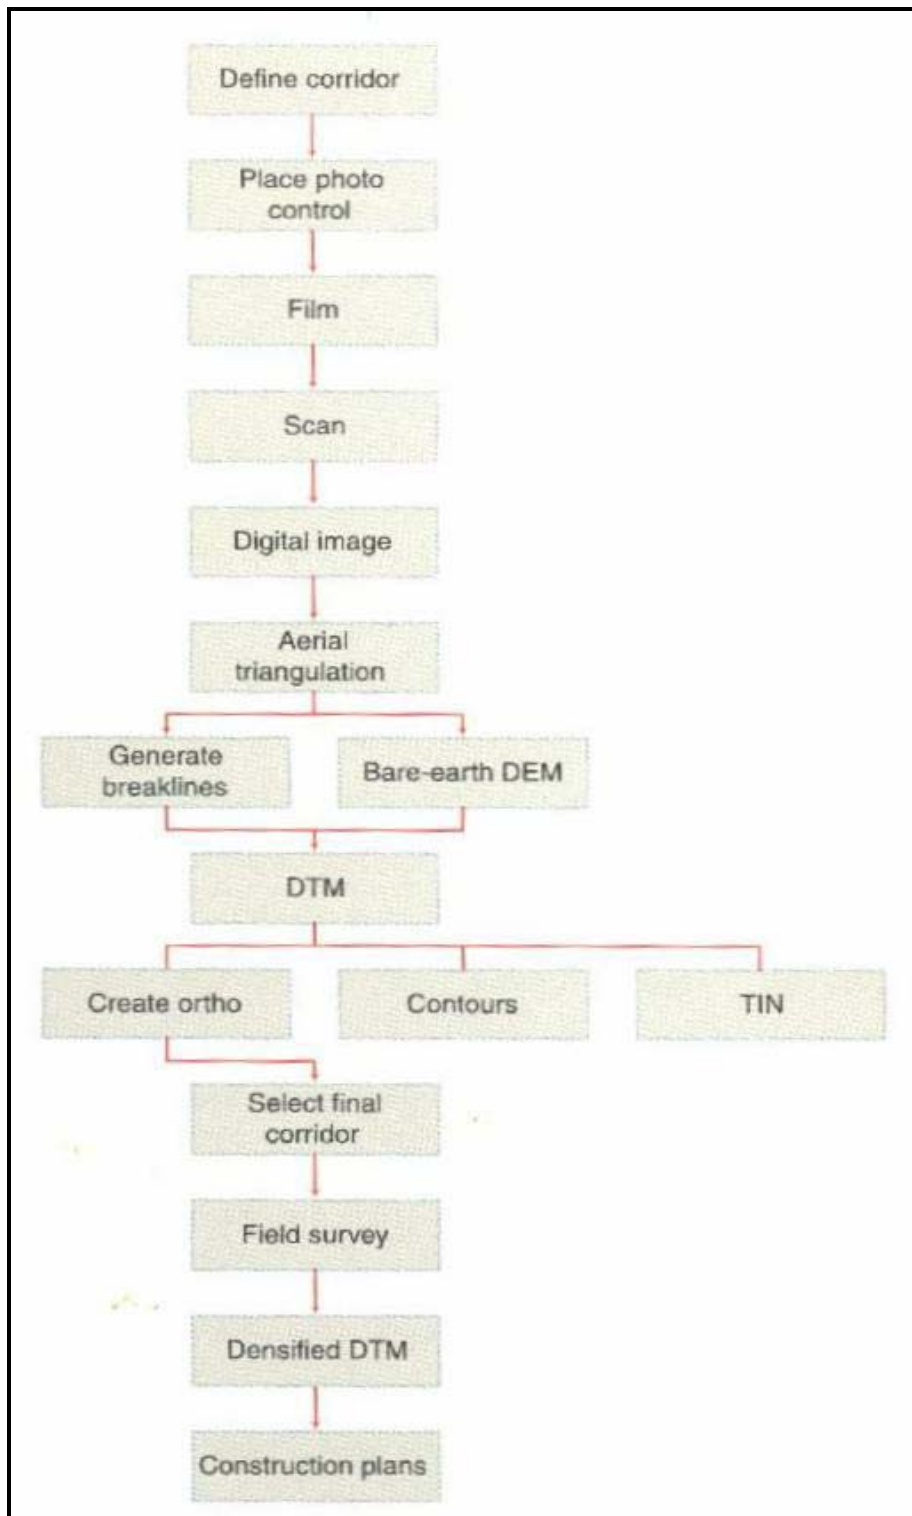 Define corridor
Place photo
control
Film
Scan
Digital image
Aerial
triangulation
Generate
breaklines
Bare-earth DEM
DTM
Create ortho
Contours
TIN
Select final
corridor
Field survey
Densified DTM
Construction plans